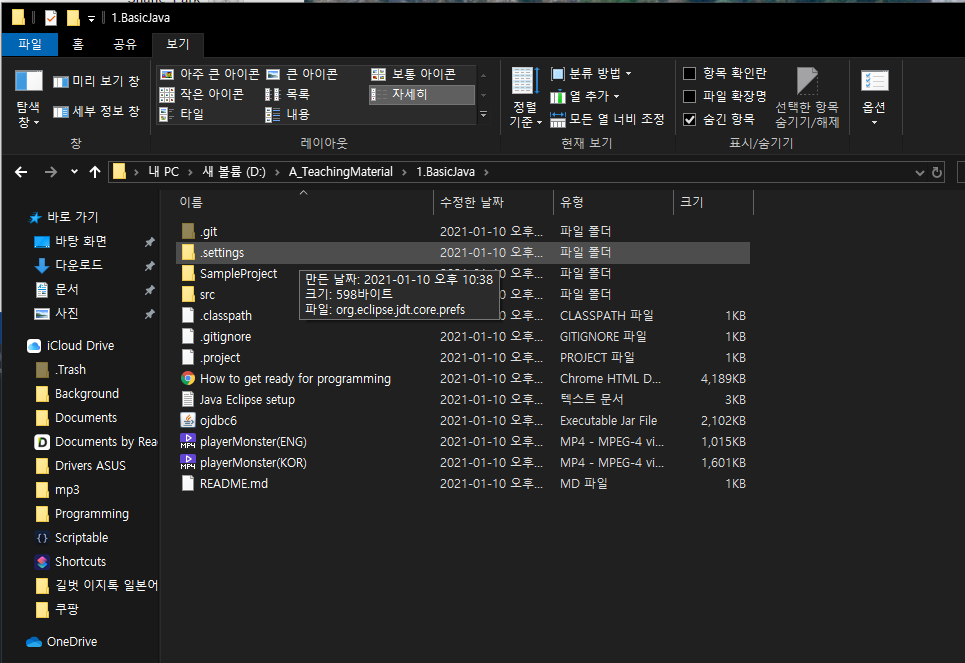 1.BasicJava
파일 홈 공유 보기
탐색 창
미리 보기 창
세부 정보 창
창
아주 큰 아이콘 큰 아이콘 보통 아이콘
작은 아이콘 목록 자세히
타일 내용
레이아웃
정렬 기준
분류 방법
열 추가
모든 열 너비 조정
현재 보기
항목 확인란
파일 확장명
숨긴 항목
선택한 항목 숨기기/해제
표시/숨기기
옵션
내 PC > 새 볼륨 (D:) > A_TeachingMaterial > 1.BasicJava >
바로 가기
바탕 화면
다운로드
문서
사진
iCloud Drive
.Trash
Background
Documents
Documents by Rea
Drivers ASUS
mp3
Programming
Scriptable
Shortcuts
길벗 이지톡 일본어
쿠팡
OneDrive
이름 수정한 날짜 유형 크기
.git 2021-01-10 오후... 파일 폴더
.settings 2021-01-10 오후... 파일 폴더
SampleProject 오후... 파일 폴더
src 오후... 파일 폴더
만든 날짜: 2021-01-10 오후 10:38
크기: 598바이트
파일: org.eclipse.jdt.core.prefs
.classpath 오후... CLASSPATH 파일 1KB
.gitignore 2021-01-10 오후... GITIGNORE 파일 1KB
.project 2021-01-10 오후... PROJECT 파일 1KB
How to get ready for programming 2021-01-10 오후... Chrome HTML D... 4,189KB
Java Eclipse setup 2021-01-10 오후... 텍스트 문서 3KB
ojdbc6 2021-01-10 오후... Executable Jar File 2,102KB
playerMonster(ENG) 2021-01-10 오후... MP4 - MPEG-4 vi... 1,015KB
playerMonster(KOR) 2021-01-10 오후... MP4 - MPEG-4 vi... 1,601KB
README.md 2021-01-10 오후... MD 파일 1KB